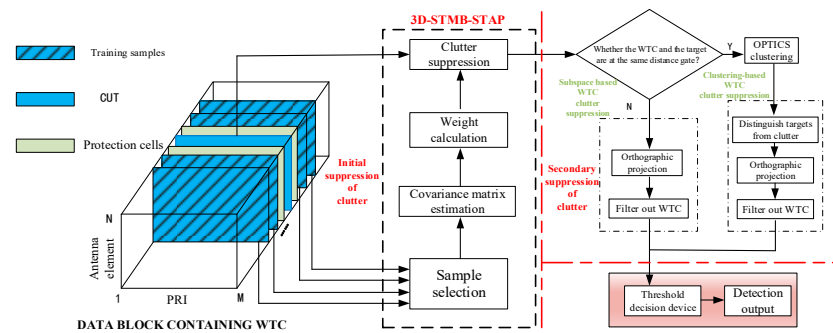 Training samples
CUT
Protection cells
N
Antenna
element
1
PRI
M
DATA BLOCK CONTAINING WTC
Initial
suppression
of
clutter
3D-STMB-STAP
Clutter
suppression
Weight
calculation
Covariance matrix
estimation
Sample
selection
Whether the WTC and the target
are at the same distance gate?
Y
N
OPTICS
clustering
Subspace based
WTC
clutter
suppression
Clustering-based
WTC
clutter suppression
Orthographic
projection
Filter out WTC
Distinguish targets
from clutter
Orthographic
projection
Filter out WTC
Secondary
suppression
of clutter
Threshold
decision device
Detection
output